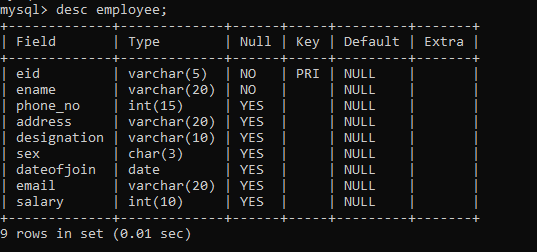 mysql> desc employee;
+-------------+-------------+------+-----+---------+-------+
| Field       | Type        | Null | Key | Default | Extra |
+-------------+-------------+------+-----+---------+-------+
| eid         | varchar(5)  | NO   | PRI | NULL    |       |
| ename       | varchar(20) | NO   |     | NULL    |       |
| phone_no    | int(15)     | YES  |     | NULL    |       |
| address     | varchar(20) | YES  |     | NULL    |       |
| designation | varchar(10) | YES  |     | NULL    |       |
| sex         | char(3)     | YES  |     | NULL    |       |
| dateofjoin  | date        | YES  |     | NULL    |       |
| email       | varchar(20) | YES  |     | NULL    |       |
| salary      | int(10)     | YES  |     | NULL    |       |
+-------------+-------------+------+-----+---------+-------+
9 rows in set (0.01 sec)